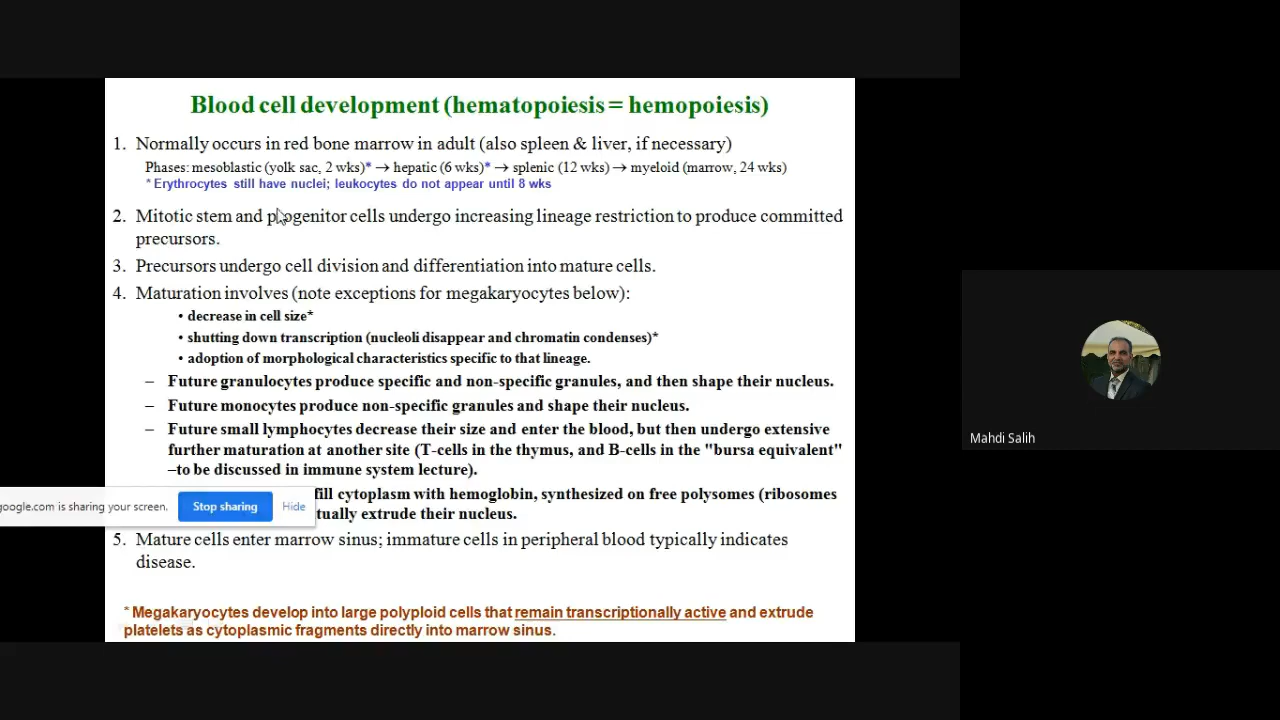 Blood cell development (hematopoiesis = hemopoiesis)
1. Normally occurs in red bone marrow in adult (also spleen & liver, if necessary)
Phases: mesoblastic (yolk sac, 2 wks)* → hepatic (6 wks)* → splenic (12 wks) → myeloid (marrow, 24 wks)
* Erythrocytes still have nuclei; leukocytes do not appear until 8 wks
2. Mitotic stem and progenitor cells undergo increasing lineage restriction to produce committed
precursors.
3. Precursors undergo cell division and differentiation into mature cells.
4. Maturation involves (note exceptions for megakaryocytes below):
• decrease in cell size*
• shutting down transcription (nucleoli disappear and chromatin condenses)*
• adoption of morphological characteristics specific to that lineage.
– Future granulocytes produce specific and non-specific granules, and then shape their nucleus.
– Future monocytes produce non-specific granules and shape their nucleus.
– Future small lymphocytes decrease their size and enter the blood, but then undergo extensive
further maturation at another site (T-cells in the thymus, and B-cells in the "bursa equivalent"
–to be discussed in immune system lecture).
fill cytoplasm with hemoglobin, synthesized on free polysomes (ribosomes
google.com is sharing your screen. Stop sharing Hide
tually extrude their nucleus.
5. Mature cells enter marrow sinus; immature cells in peripheral blood typically indicates
disease.
* Megakaryocytes develop into large polyploid cells that remain transcriptionally active and extrude
platelets as cytoplasmic fragments directly into marrow sinus.
Mahdi Salih